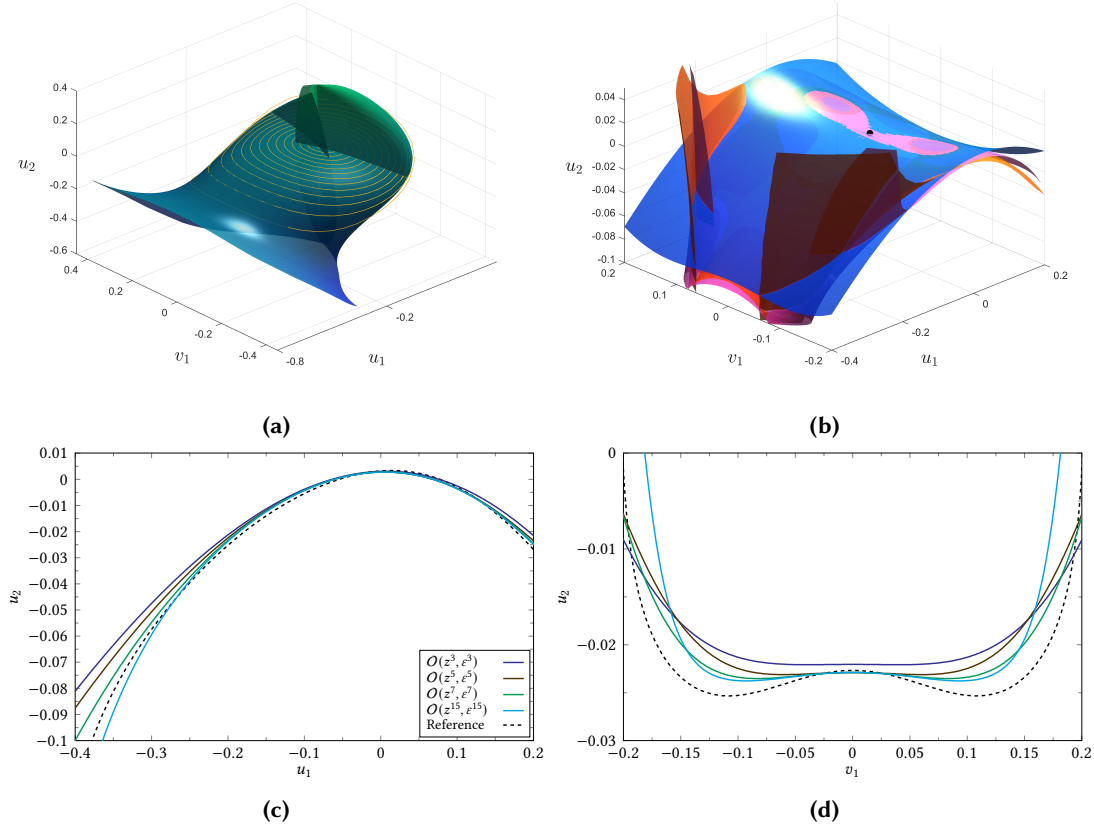 0.4
0.2
0
-0.2
-0.4
-0.6
u₂
0.4
0.2
0
-0.2
-0.4
v₁
-0.8
-0.2
u₁
(a)
0.04
0.02
0
-0.02
-0.04
-0.06
-0.08
-0.1
u₂
0.2
0.1
0
-0.1
-0.2
v₁
-0.4
-0.2
0
0.2
u₁
(b)
0.01
0
−0.01
−0.02
−0.03
−0.04
−0.05
−0.06
−0.07
−0.08
−0.09
−0.1
u₂
−0.4 −0.3 −0.2 −0.1 0 0.1 0.2
u₁
O(z³, ε³)
O(z⁵, ε⁵)
O(z⁷, ε⁷)
O(z¹⁵, ε¹⁵)
Reference
(c)
0
−0.01
−0.02
−0.03
u₂
−0.2 −0.15 −0.1 −0.05 0 0.05 0.1 0.15 0.2
v₁
(d)